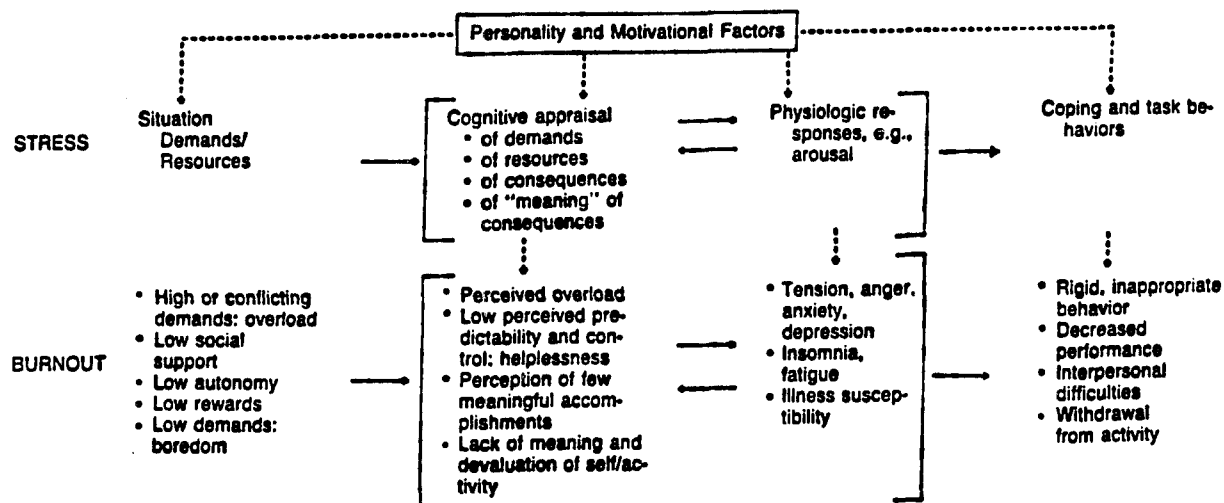 Personality and Motivational Factors
STRESS
Situation
Demands/
Resources
Cognitive appraisal
• of demands
• of resources
• of consequences
• of "meaning" of
consequences
Physiologic re-
sponses, e.g.,
arousal
Coping and task be-
haviors
BURNOUT
• High or conflicting
demands: overload
• Low social
support
• Low autonomy
• Low rewards
• Low demands:
boredom
• Perceived overload
• Low perceived pre-
dictability and con-
trol; helplessness
• Perception of few
meaningful accom-
plishments
• Lack of meaning and
devaluation of self/ac-
tivity
• Tension, anger,
anxiety,
depression
• Insomnia,
fatigue
• Illness suscep-
tibility
• Rigid, inappropriate
behavior
• Decreased
performance
• Interpersonal
difficulties
• Withdrawal
from activity